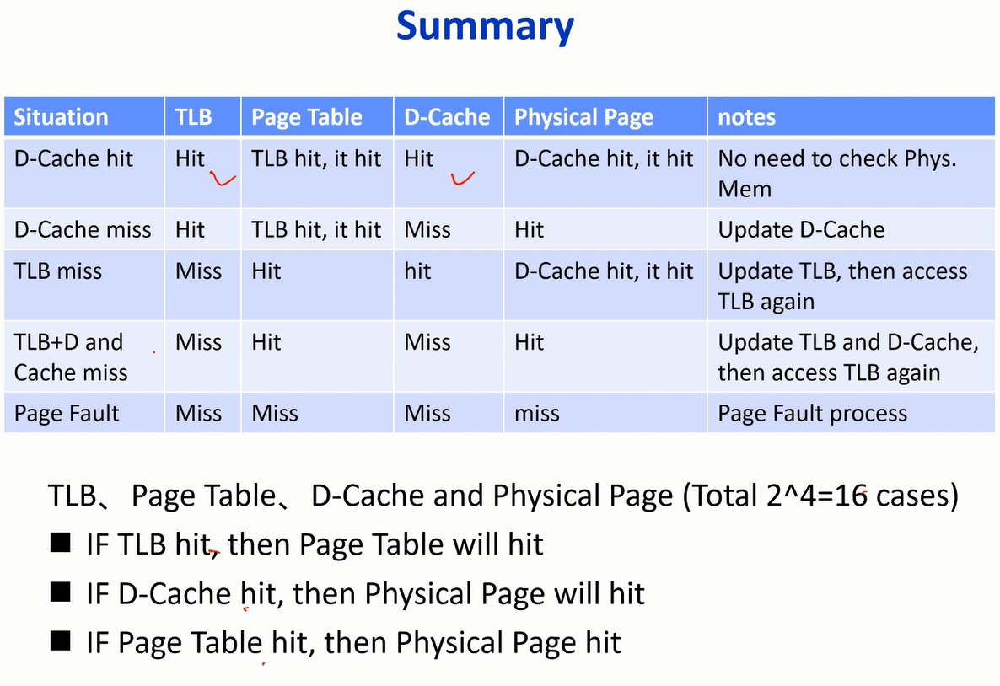 Summary
Situation TLB Page Table D-Cache Physical Page notes
D-Cache hit Hit TLB hit, it hit Hit D-Cache hit, it hit No need to check Phys.
Mem
D-Cache miss Hit TLB hit, it hit Miss Hit Update D-Cache
TLB miss Miss Hit hit D-Cache hit, it hit Update TLB, then access
TLB again
TLB+D and Miss Hit Miss Hit Update TLB and D-Cache,
Cache miss then access TLB again
Page Fault Miss Miss Miss miss Page Fault process
TLB、 Page Table、 D-Cache and Physical Page (Total 2^4=16 cases)
■ IF TLB hit, then Page Table will hit
■ IF D-Cache hit, then Physical Page will hit
■ IF Page Table hit, then Physical Page hit